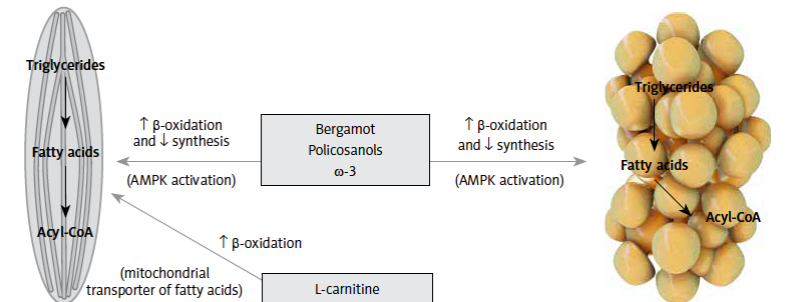 Triglycerides
Fatty acids
Acyl-CoA
↑ β-oxidation
and ↓ synthesis
(AMPK activation)
Bergamot
Policosanols
ω-3
↑ β-oxidation
and ↓ synthesis
(AMPK activation)
Triglycerides
Fatty acids
Acyl-CoA
↑ β-oxidation
(mitochondrial
transporter of fatty acids)
L-carnitine